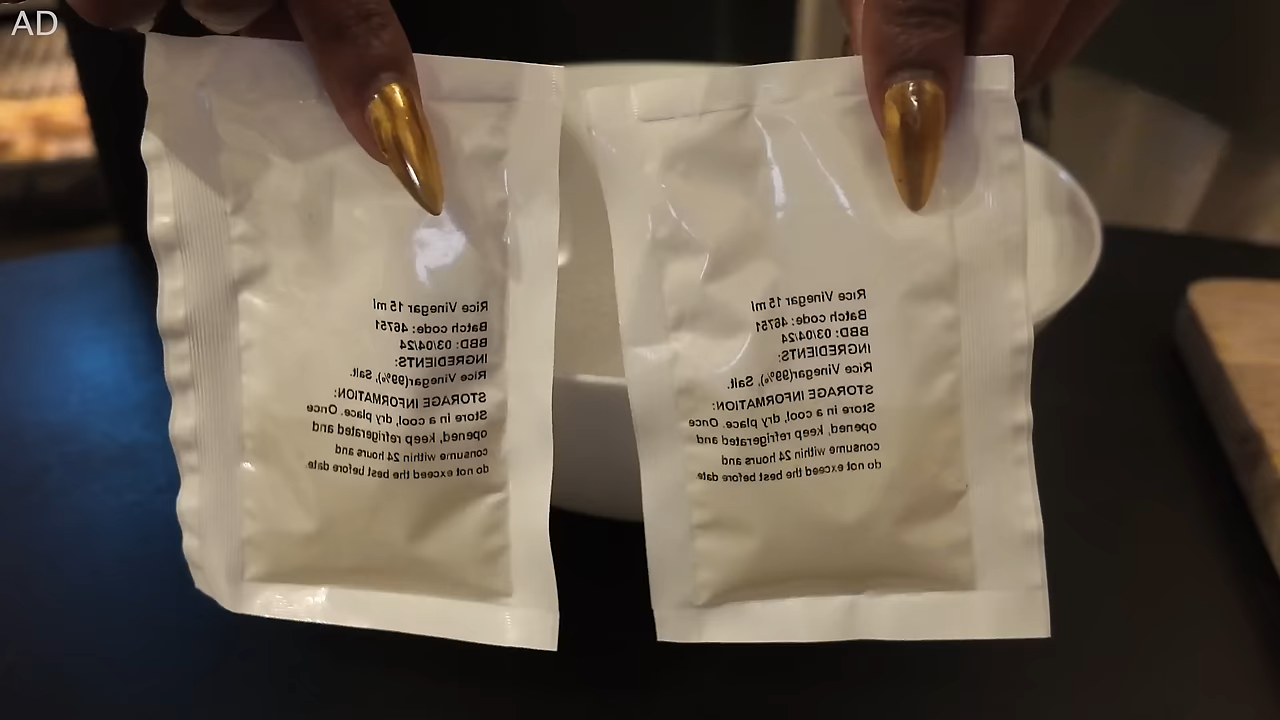 AD
Rice Vinegar 15 ml
Batch code: 46751
BBD: 03/04/24
INGREDIENTS:
Rice Vinegar(99%), Salt.
STORAGE INFORMATION:
Store in a cool, dry place. Once
opened, keep refrigerated and
consume within 24 hours and
do not exceed the best before date
Rice Vinegar 15 ml
Batch code: 46751
BBD: 03/04/24
INGREDIENTS:
Rice Vinegar(99%), Salt.
STORAGE INFORMATION:
Store in a cool, dry place. Once
opened, keep refrigerated and
consume within 24 hours and
do not exceed the best before date